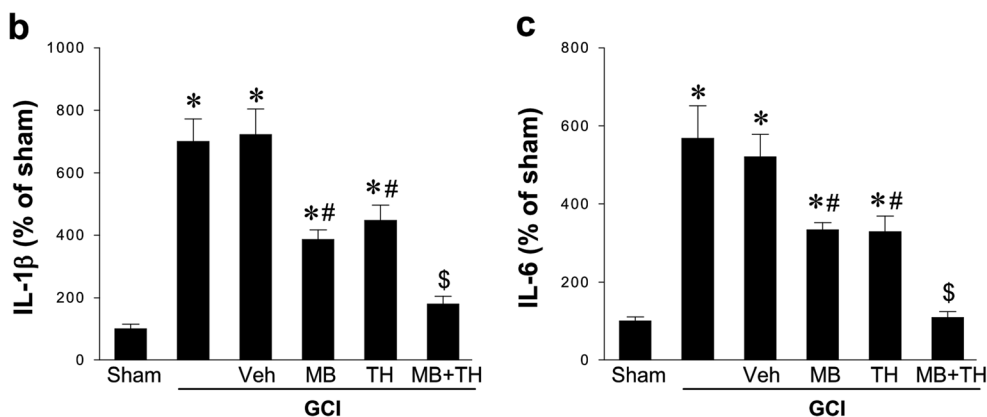 b
IL-1β (% of sham)
1000
800
600
400
200
0
*
*
*#
*#
$
Sham
Veh
MB
TH
MB+TH
GCI
c
IL-6 (% of sham)
800
600
400
200
0
*
*
*#
*#
$
Sham
Veh
MB
TH
MB+TH
GCI